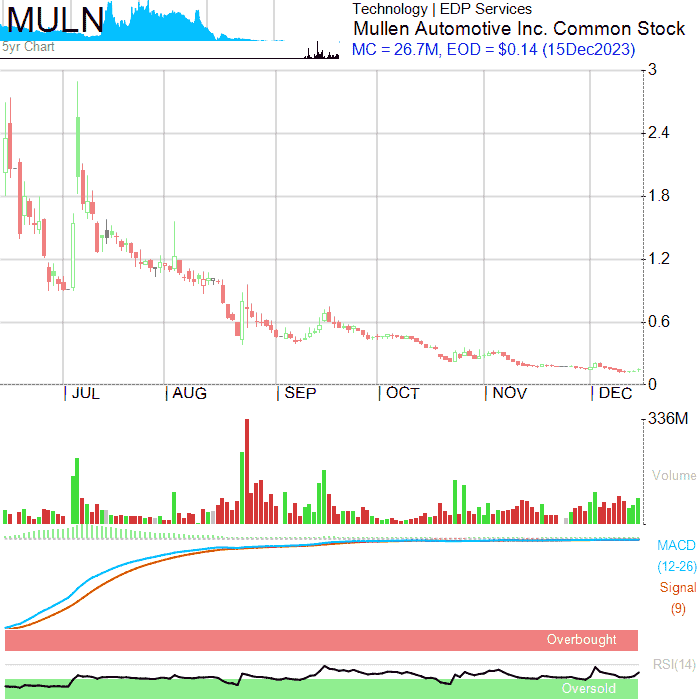 MULN
5yr Chart
Technology | EDP Services
Mullen Automotive Inc. Common Stock
MC = 26.7M, EOD = $0.14 (15Dec2023)
3
2.4
1.8
1.2
0.6
0
JUL AUG SEP OCT NOV DEC
336M
Volume
MACD
(12-26)
Signal
(9)
Overbought
RSI(14)
Oversold